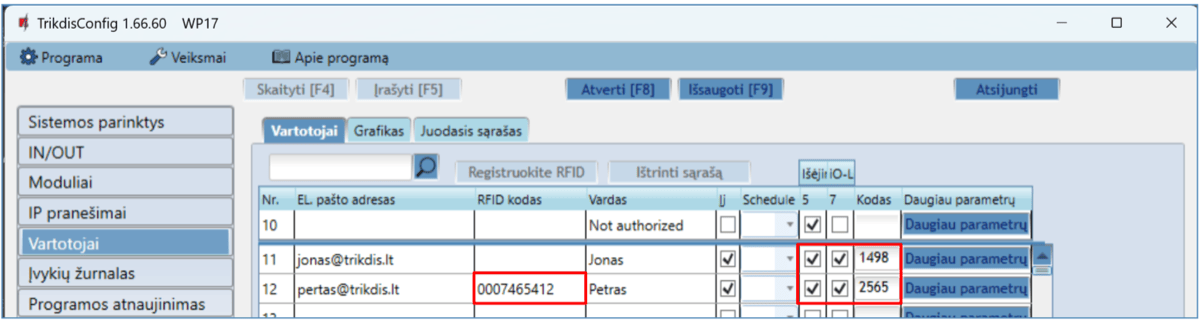 TrikdisConfig 1.66.60 WP17
Programa Veiksmai Apie programą
Skaityti [F4] Įrašyti [F5] Atverti [F8] Išsaugoti [F9] Atsijungti
Sistemos parinktys
IN/OUT
Moduliai
IP pranešimai
Vartotojai
Įvykių žurnalas
Programos atnaujinimas
Vartotojai Grafikas Juodasis sąrašas
Registruokite RFID Ištrinti sąrašą
Išėjir iO-L
Nr. EL. pašto adresas RFID kodas Vardas Įj Schedule 5 7 Kodas Daugiau parametrų
10 Not authorized Daugiau parametrų
11 jonas@trikdis.lt Jonas 1498 Daugiau parametrų
12 pertas@trikdis.lt 0007465412 Petras 2565 Daugiau parametrų
13 Daugiau parametrų